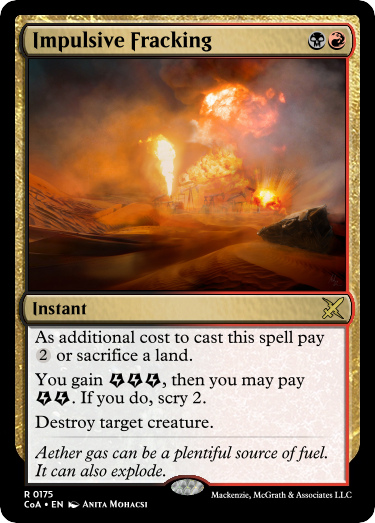 Impulsive Fracking
Instant
As additional cost to cast this spell pay
2 or sacrifice a land.
You gain , then you may pay
. If you do, scry 2.
Destroy target creature.
Aether gas can be a plentiful source of fuel.
It can also explode.
R 0175
CoA • EN Anita Mohacsi
Mackenzie, McGrath & Associates LLC